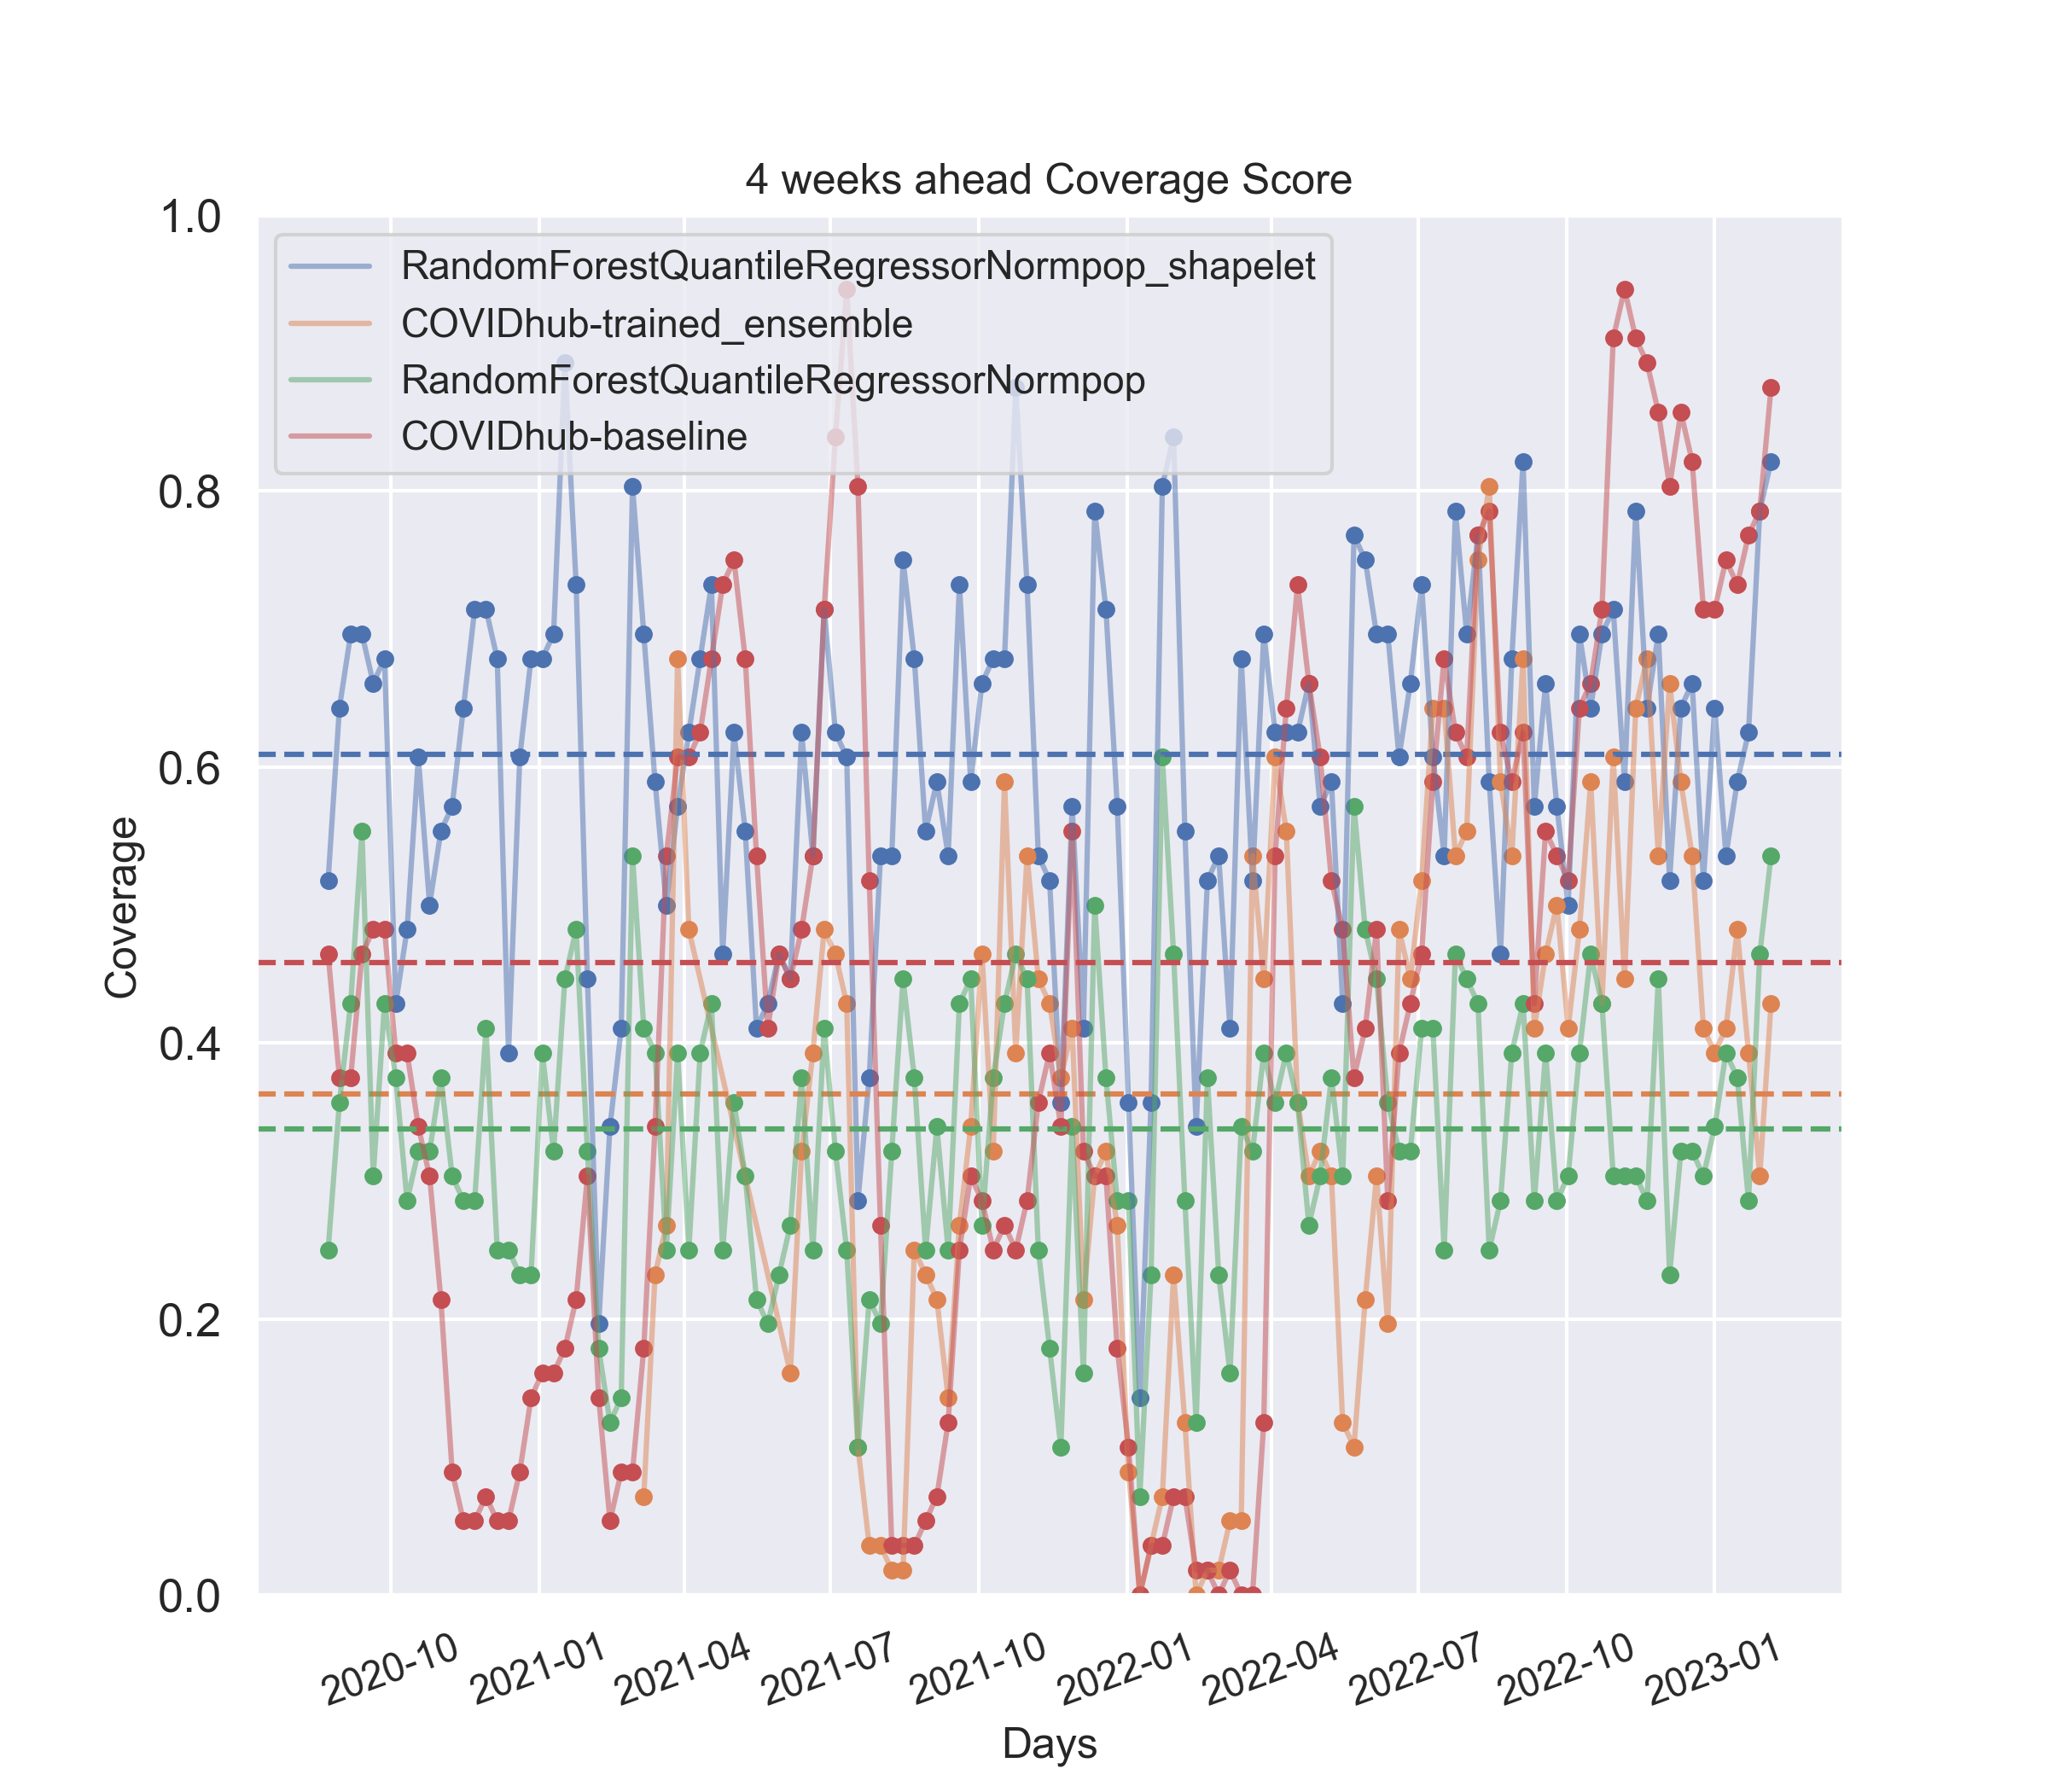 4 weeks ahead Coverage Score
1.0
RandomForestQuantileRegressorNormpop_shapelet
COVIDhub-trained_ensemble
RandomForestQuantileRegressorNormpop
COVIDhub-baseline
0.8
0.6
Coverage
0.4
0.2
0.0
2020-10
2021-01
2021-04
2021-07
2021-10
2022-01
2022-04
2022-07
2022-10
2023-01
Days